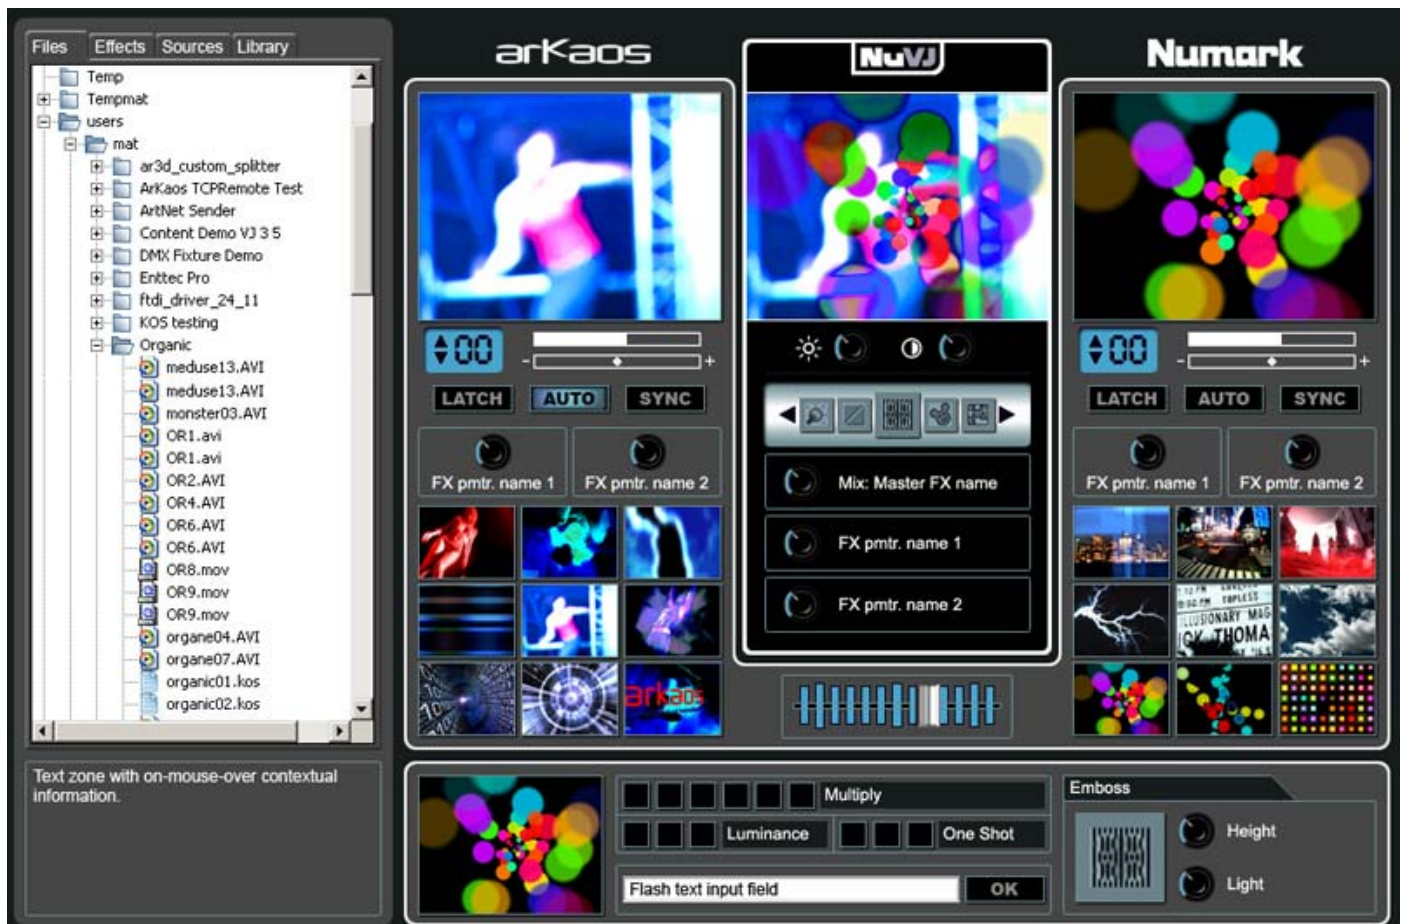 Files
Effects
Sources
Library
Temp
Tempmat
users
mat
ar3d_custom_splitter
ArKaos TCPRemote Test
ArtNet Sender
Content Demo VJ 3 5
DMX Fixture Demo
Enttec Pro
ftdi_driver_24_11
KOS testing
Organic
meduse13.AVI
meduse13.AVI
monster03.AVI
OR1.avi
OR1.avi
OR2.AVI
OR4.AVI
OR6.AVI
OR6.AVI
OR8.mov
OR9.mov
OR9.mov
organe04.AVI
organe07.AVI
organic01.kos
organic02.kos
Text zone with on-mouse-over contextual
information.
arKaos
00
- +
LATCH
AUTO
SYNC
FX pmtr. name 1
FX pmtr. name 2
arkaos
NuVJ
Mix: Master FX name
FX pmtr. name 1
FX pmtr. name 2
Numark
00
- +
LATCH
AUTO
SYNC
FX pmtr. name 1
FX pmtr. name 2
TOPLESS
ILLUSIONARY MAG
ICK THOMA
Multiply
Luminance
One Shot
Flash text input field
OK
Emboss
Height
Light